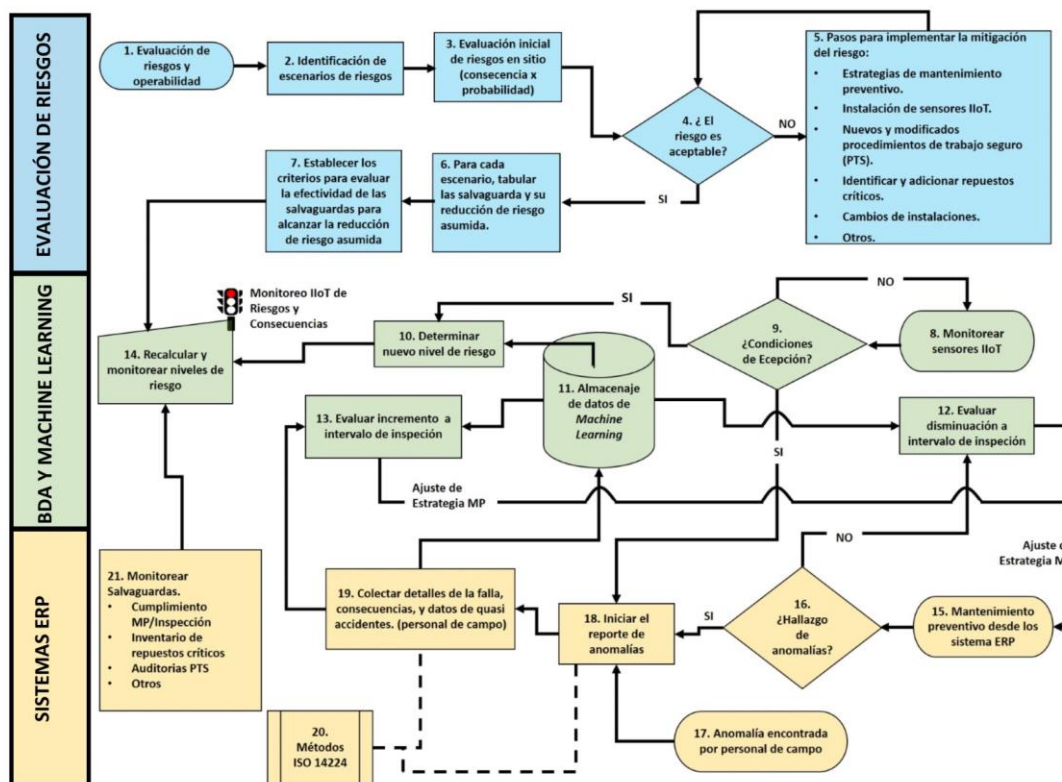 EVALUACIÓN DE RIESGOS
1. Evaluación de
riesgos y
operabilidad
2. Identificación de
escenarios de riesgos
3. Evaluación inicial
de riesgos en sitio
(consecencia x
probabilidad)
4. ¿ El
riesgo es
aceptable?
NO
SI
5. Pasos para implementar la mitigación
del riesgo:
• Estrategias de mantenimiento
preventivo.
• Instalación de sensores IIoT.
• Nuevos y modificados
procedimientos de trabajo seguro
(PTS).
• Identificar y adicionar repuestos
críticos.
• Cambios de instalaciones.
• Otros.
6. Para cada
escenario, tabular
las salvaguarda y su
reducción de riesgo
asumida.
7. Establecer los
criterios para evaluar
la efectividad de las
salvaguardas para
alcanzar la reducción
de riesgo asumida
BDA Y MACHINE LEARNING
Monitoreo IIoT de
Riesgos y
Consecuencias
14. Recalcular y
monitorear niveles de
riesgo
10. Determinar
nuevo nivel de riesgo
SI
9.
¿Condiciones
de Ecepción?
NO
8. Monitorear
sensores IIoT
11. Almacenaje
de datos de
Machine
Learning
13. Evaluar incremento a
intervalo de inspeción
12. Evaluar
disminuación a
intervalo de inspeción
SI
Ajuste de
Estrategia MP
SISTEMAS ERP
NO
Ajuste d
Estrategia M
21. Monitorear
Salvaguardas.
• Cumplimiento
MP/Inspección
• Inventario de
repuestos críticos
• Auditorias PTS
• Otros
19. Colectar detalles de la falla,
consecuencias, y datos de quasi
accidentes. (personal de campo)
18. Iniciar el
reporte de
anomalías
SI
16.
¿Hallazgo
de
anomalías?
15. Mantenimiento
preventivo desde los
sistema ERP
20.
Métodos
ISO 14224
17. Anomalía encontrada
por personal de campo